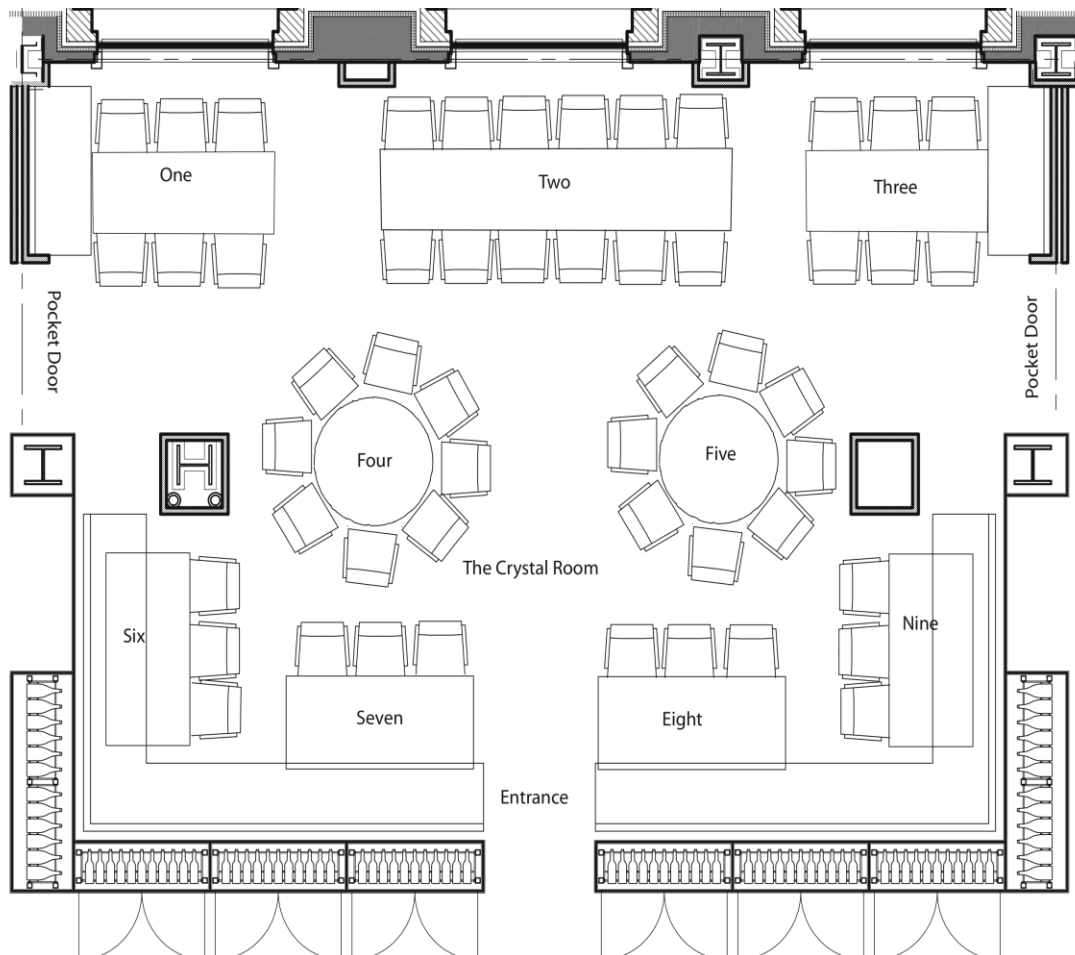 One
Two
Three
Pocket Door
Pocket Door
Four
Five
The Crystal Room
Six
Nine
Seven
Eight
Entrance